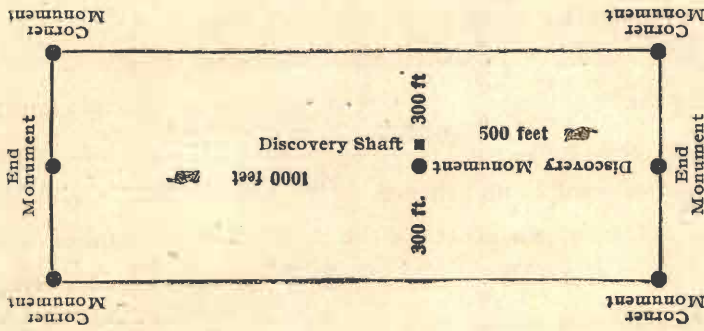 Corner
Monument
Corner
Monument
End
Monument
300 ft
500 feet
Discovery Shaft
Discovery Monument
1000 feet
300 ft.
End
Monument
Corner
Monument
Corner
Monument